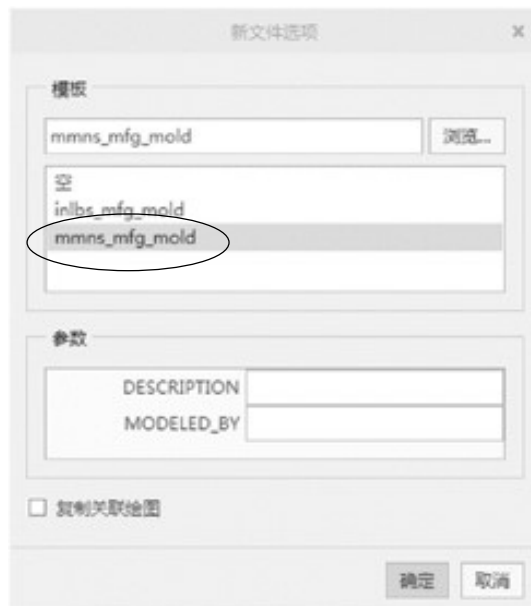 新文件选项
模板
mmns_mfg_mold 浏览...
空
inlbs_mfg_mold
mmns_mfg_mold
参数
DESCRIPTION
MODELED_BY
复制关联绘图
确定 取消